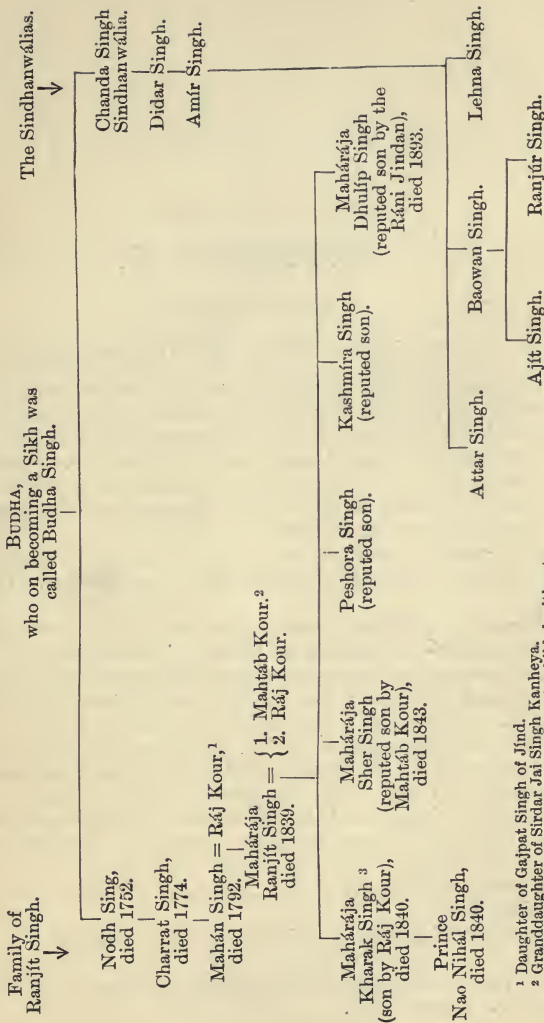 Family of
Ranjít Singh.
↓
BUDHA,
who on becoming a Sikh was
called Budha Singh.
The Sindhanwálias.
↓
Nodh Sing,
died 1752.
Charrat Singh,
died 1774.
Mahán Singh = Ráj Kour,¹
died 1792.
Mahárája
Ranjít Singh = { 1. Mahtáb Kour.²
died 1839. 2. Ráj Kour.
Chanda Singh
Sindhanwália.
Didar Singh.
Amír Singh.
Mahárája
Kharak Singh ³
(son by Ráj Kour),
died 1840.
Prince
Nao Nihál Singh,
died 1840.
Mahárája
Sher Singh
(reputed son by
Mahtáb Kour),
died 1843.
Peshora Singh
(reputed son).
Kashmíra Singh
(reputed son).
Mahárája
Dhulíp Singh
(reputed son by the
Ráni Jindan),
died 1893.
Attar Singh.
Baowan Singh.
Lehna Singh.
Ajít Singh.
Ranjúr Singh.
¹ Daughter of Gajpat Singh of Jínd.
² Granddaughter of Sirdar Jai Singh Kanheya.